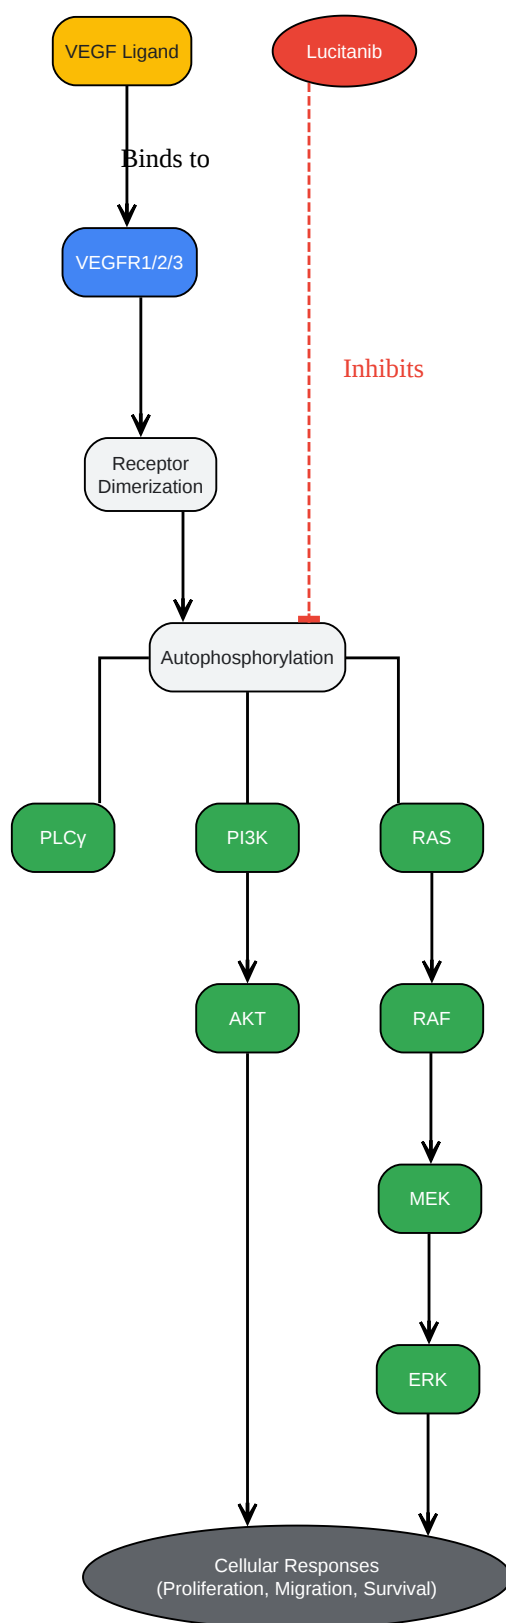 VEGF Ligand
Lucitanib
Binds to
VEGFR1/2/3
Inhibits
Receptor
Dimerization
Autophosphorylation
PLCγ
PI3K
RAS
AKT
RAF
MEK
ERK
Cellular Responses
(Proliferation, Migration, Survival)